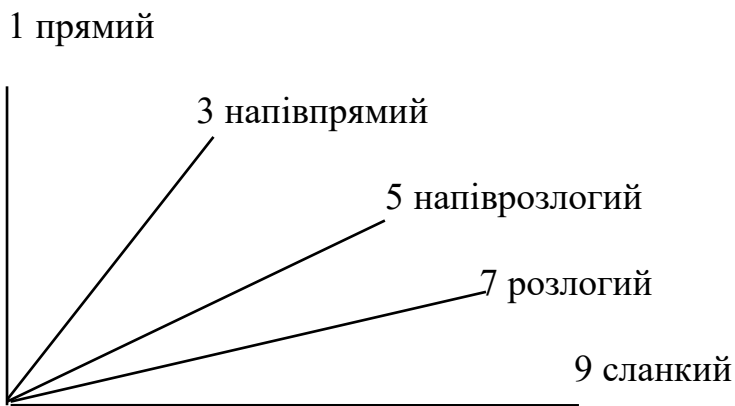 1 прямий
3 напівпрямий
5 напіврозлогий
7 розлогий
9 сланкий